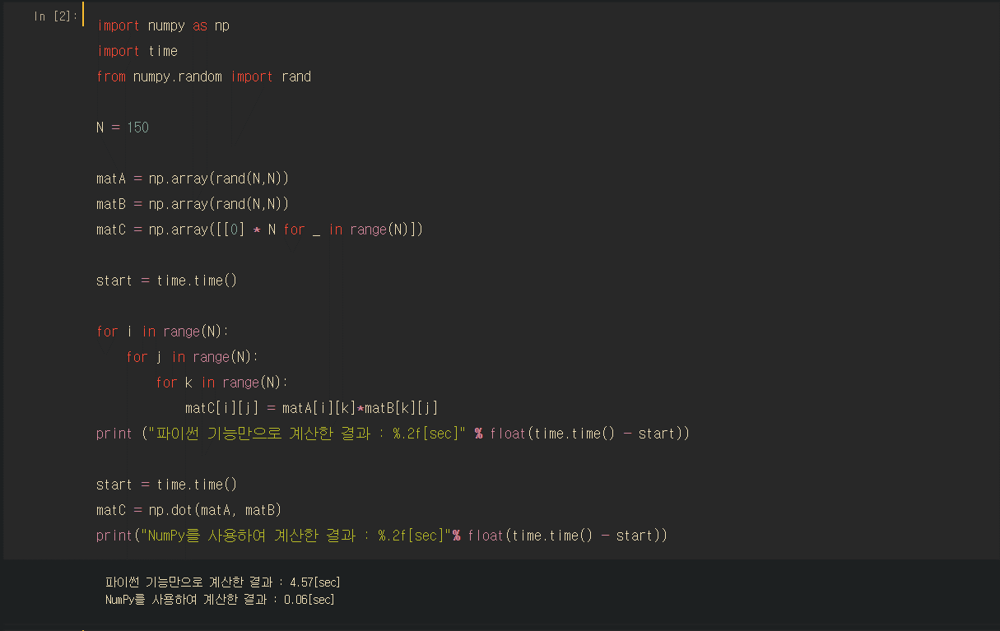 In [2]:
import numpy as np
import time
from numpy.random import rand
N = 150
matA = np.array(rand(N,N))
matB = np.array(rand(N,N))
matC = np.array([[0] * N for _ in range(N)])
start = time.time()
for i in range(N):
    for j in range(N):
        for k in range(N):
            matC[i][j] = matA[i][k]*matB[k][j]
print ("파이썬 기능만으로 계산한 결과 : %.2f[sec]" % float(time.time() - start))
start = time.time()
matC = np.dot(matA, matB)
print("NumPy를 사용하여 계산한 결과 : %.2f[sec]"% float(time.time() - start))
파이썬 기능만으로 계산한 결과 : 4.57[sec]
NumPy를 사용하여 계산한 결과 : 0.06[sec]